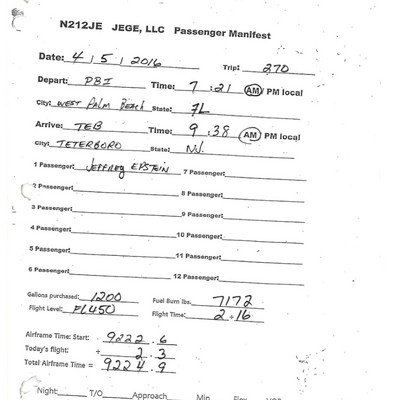 N212JE JEGE, LLC Passenger Manifest
Date: 4 / 5 / 2016 Trip: 270
Depart: PBI Time: 7 : 21 AM/ PM local
City: WEST PALM BEACH State: FL
Arrive: TEB Time: 9 : 38 AM/ PM local
City: TETERBORO State: NJ.
1 Passenger: JEFFREY EPSTEIN 7 Passenger:
2 Passenger: 8 Passenger:
3 Passenger: 9 Passenger:
4 Passenger: 10 Passenger:
5 Passenger: 11 Passenger:
6 Passenger: 12 Passenger:
Gallons purchased: 1200 Fuel Burn lbs. 7172
Flight Level: FL450 Flight Time: 2 + 16
Airframe Time: Start: 9222 . 6
Today's flight: + 2 . 3
Total Airframe Time = 9224 . 9
Night: T/O Approach Min